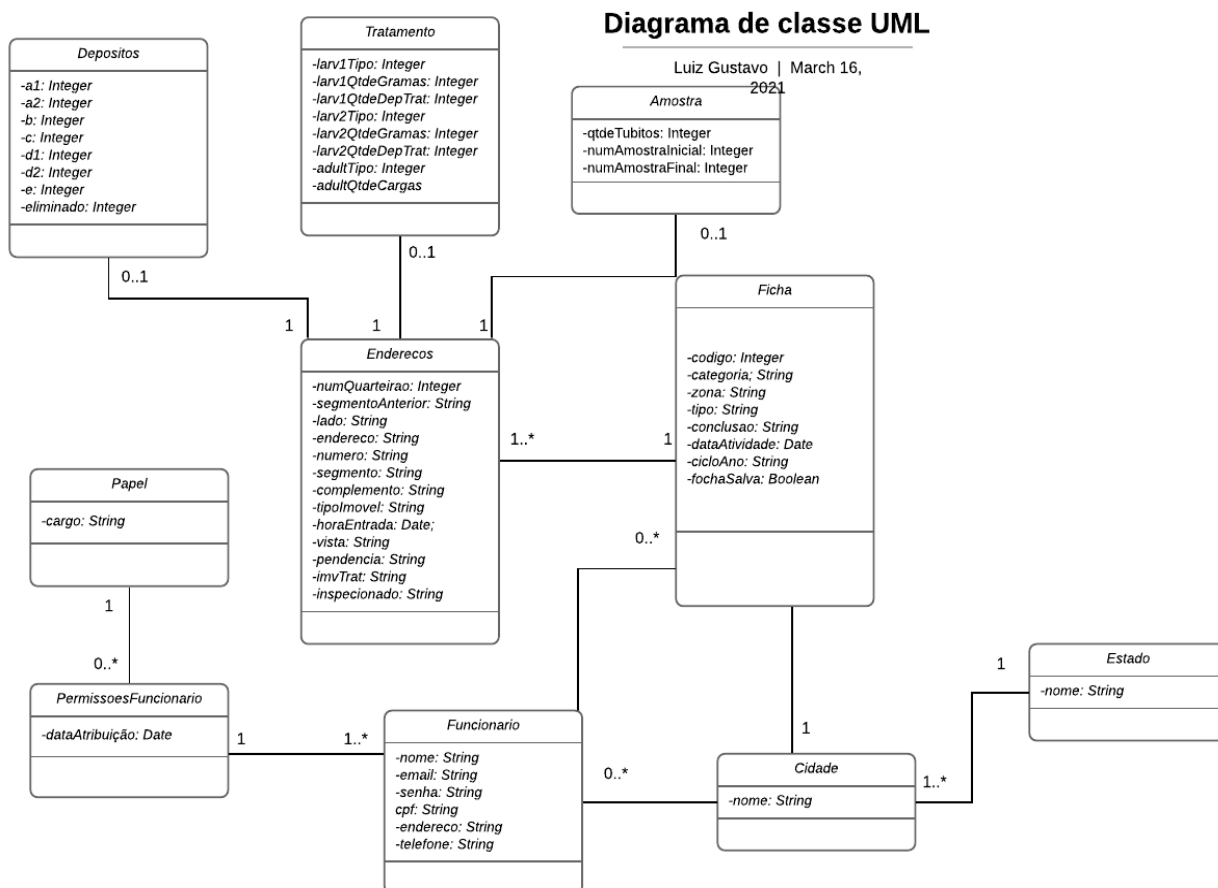 Diagrama de classe UML
Luiz Gustavo | March 16,
2021
Depositos
-a1: Integer
-a2: Integer
-b: Integer
-c: Integer
-d1: Integer
-d2: Integer
-e: Integer
-eliminado: Integer
0..1
1
Tratamento
-larv1Tipo: Integer
-larv1QtdeGramas: Integer
-larv1QtdeDepTrat: Integer
-larv2Tipo: Integer
-larv2QtdeGramas: Integer
-larv2QtdeDepTrat: Integer
-adultTipo: Integer
-adultQtdeCargas
0..1
1
Amostra
-qtdeTubitos: Integer
-numAmostraInicial: Integer
-numAmostraFinal: Integer
0..1
1
Enderecos
-numQuarteirao: Integer
-segmentoAnterior: String
-lado: String
-endereco: String
-numero: String
-segmento: String
-complemento: String
-tipoImovel: String
-horaEntrada: Date;
-vista: String
-pendencia: String
-imvTrat: String
-inspecionado: String
1..*
1
Ficha
-codigo: Integer
-categoria; String
-zona: String
-tipo: String
-conclusao: String
-dataAtividade: Date
-cicloAno: String
-fochaSalva: Boolean
0..*
1
Papel
-cargo: String
1
0..*
PermissoesFuncionario
-dataAtribuição: Date
1
1..*
Funcionario
-nome: String
-email: String
-senha: String
cpf: String
-endereco: String
-telefone: String
0..*
Cidade
-nome: String
1..*
1
Estado
-nome: String